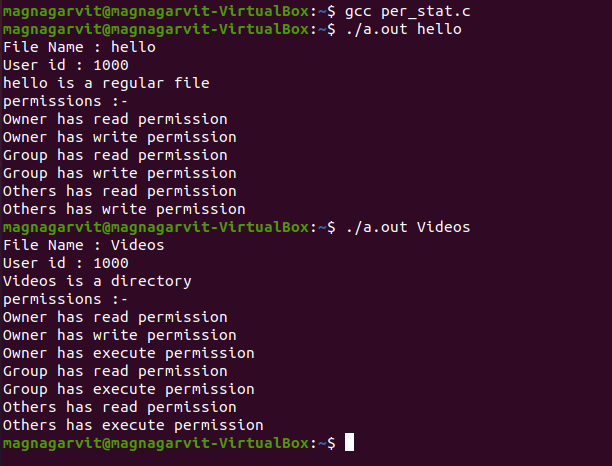 magnagarvit@magnagarvit-VirtualBox:~$ gcc per_stat.c
magnagarvit@magnagarvit-VirtualBox:~$ ./a.out hello
File Name : hello
User id : 1000
hello is a regular file
permissions :-
Owner has read permission
Owner has write permission
Group has read permission
Group has write permission
Others has read permission
Others has write permission
magnagarvit@magnagarvit-VirtualBox:~$ ./a.out Videos
File Name : Videos
User id : 1000
Videos is a directory
permissions :-
Owner has read permission
Owner has write permission
Owner has execute permission
Group has read permission
Group has execute permission
Others has read permission
Others has execute permission
magnagarvit@magnagarvit-VirtualBox:~$